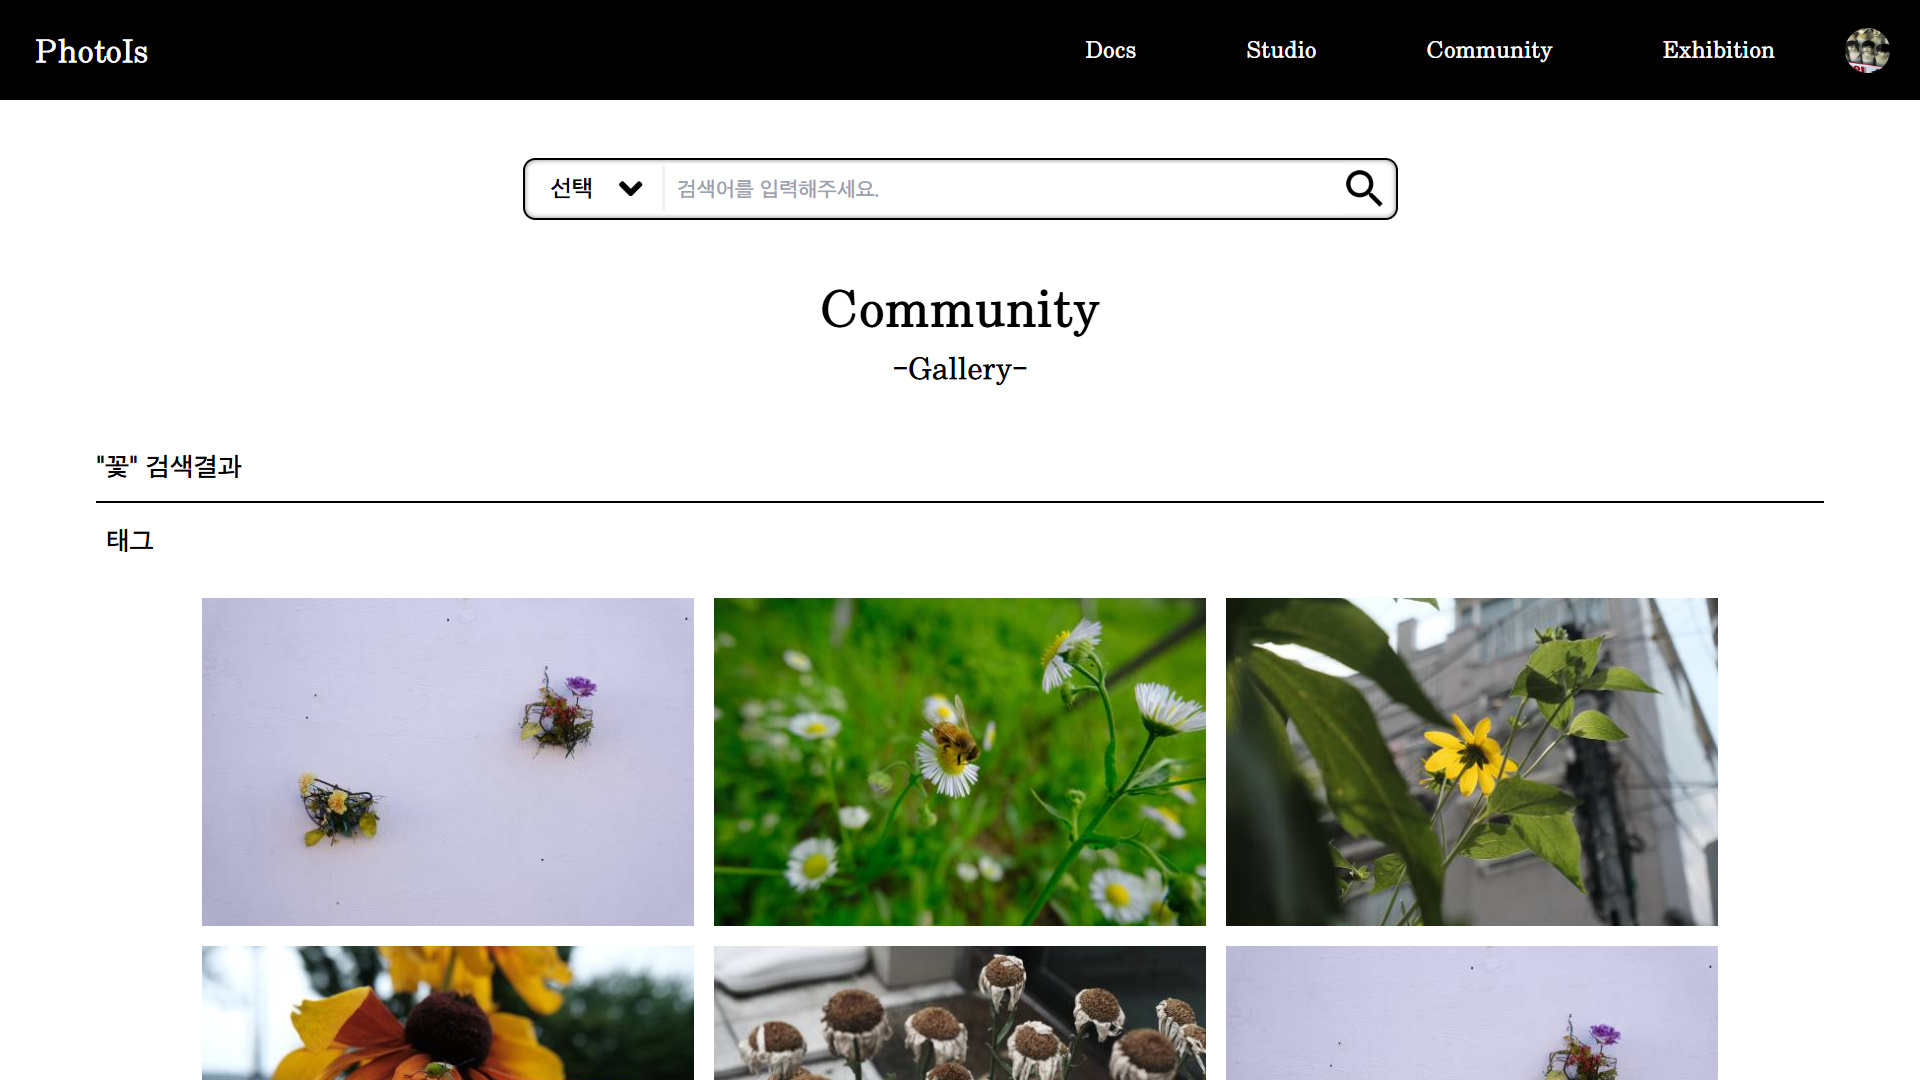 PhotoIs
Docs
Studio
Community
Exhibition
선택
검색어를 입력해주세요.
Community
-Gallery-
"꽃" 검색결과
태그